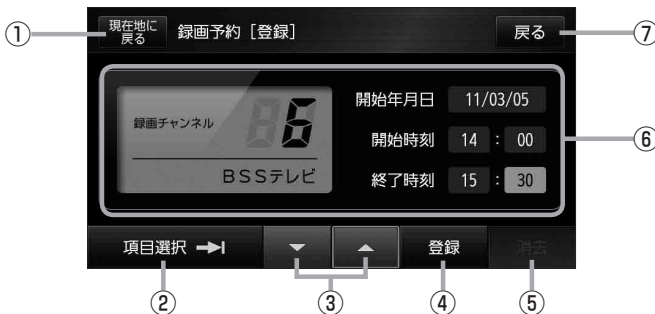 ①
現在地に
戻る
録画予約［登録］
戻る
⑦
録画チャンネル
6
BSSテレビ
開始年月日 11/03/05
開始時刻 14 : 00
終了時刻 15 : 30
⑥
項目選択
登録
消去
② ③ ④ ⑤